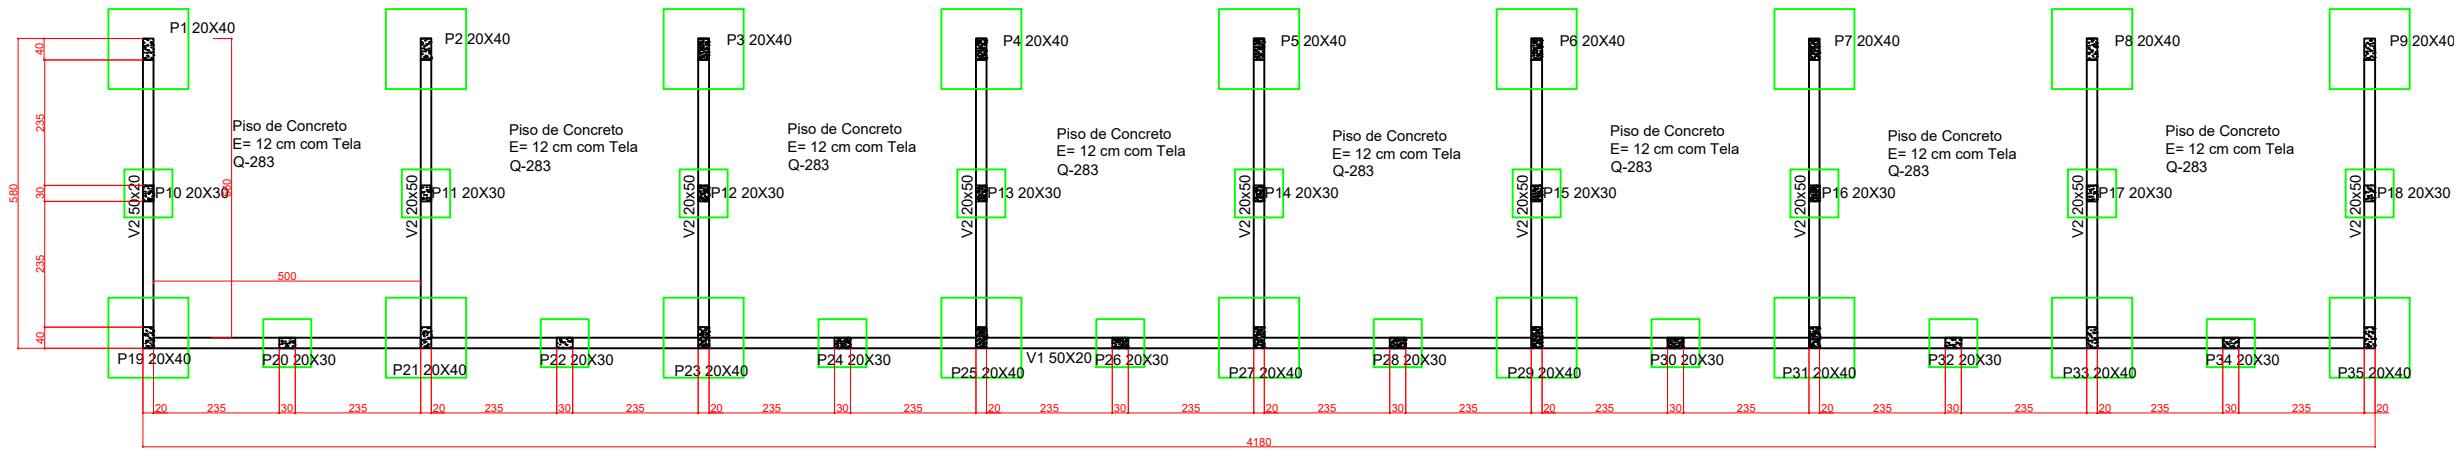 P1 20X40
P2 20X40
P3 20X40
P4 20X40
P5 20X40
P6 20X40
P7 20X40
P8 20X40
P9 20X40
40
235
30
235
40
580
560
Piso de Concreto
E= 12 cm com Tela
Q-283
Piso de Concreto
E= 12 cm com Tela
Q-283
Piso de Concreto
E= 12 cm com Tela
Q-283
Piso de Concreto
E= 12 cm com Tela
Q-283
Piso de Concreto
E= 12 cm com Tela
Q-283
Piso de Concreto
E= 12 cm com Tela
Q-283
Piso de Concreto
E= 12 cm com Tela
Q-283
Piso de Concreto
E= 12 cm com Tela
Q-283
V2 50x20
P10 20X30
V2 20x50
P11 20X30
V2 20x50
P12 20X30
V2 20x50
P13 20X30
V2 20x50
P14 20X30
V2 20x50
P15 20X30
V2 20x50
P16 20X30
V2 20x50
P17 20X30
V2 20x50
P18 20X30
500
P19 20X40
P20 20X30
P21 20X40
P22 20X30
P23 20X40
P24 20X30
P25 20X40
V1 50X20
P26 20X30
P27 20X40
P28 20X30
P29 20X40
P30 20X30
P31 20X40
P32 20X30
P33 20X40
P34 20X30
P35 20X40
20 235 30 235 20 235 30 235 20 235 30 235 20 235 30 235 20 235 30 235 20 235 30 235 20 235 30 235 20 235 30 235 20
4180